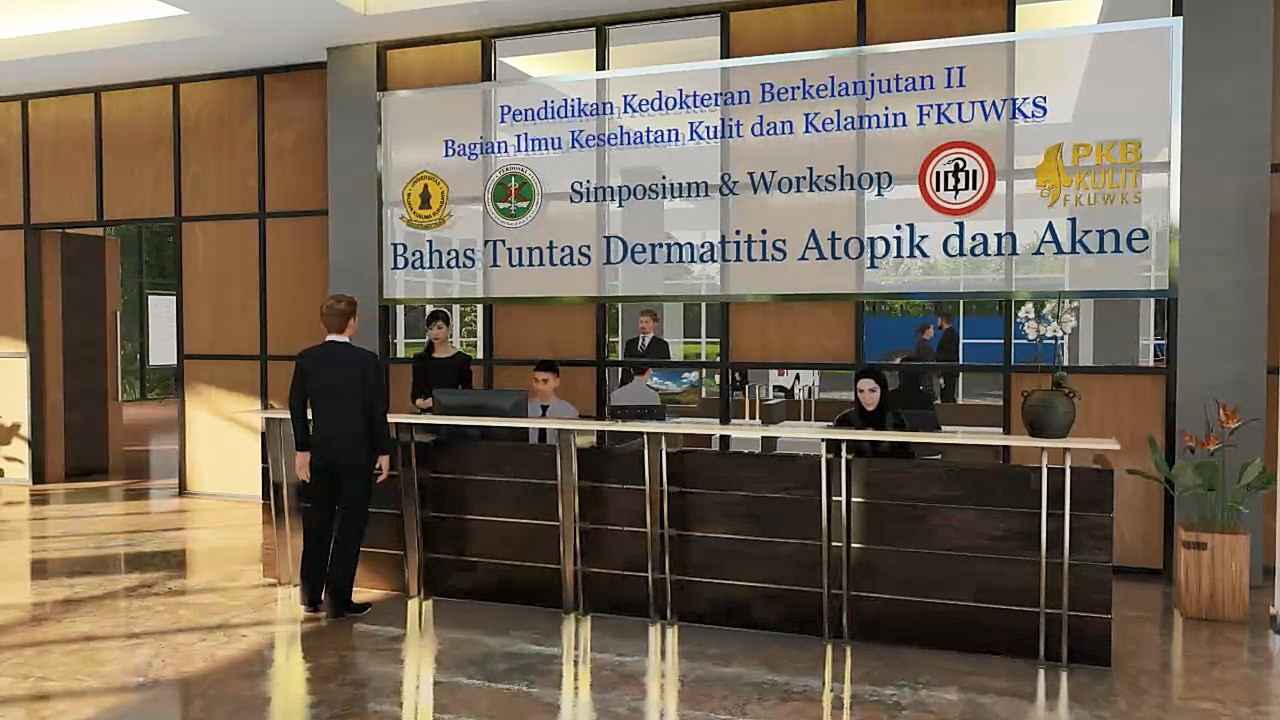 Pendidikan Kedokteran Berkelanjutan II
Bagian Ilmu Kesehatan Kulit dan Kelamin FKUWKS
Simposium & Workshop
PERDOSKI
IDI
PKB
KULIT
FKUWKS
Bahas Tuntas Dermatitis Atopik dan Akne